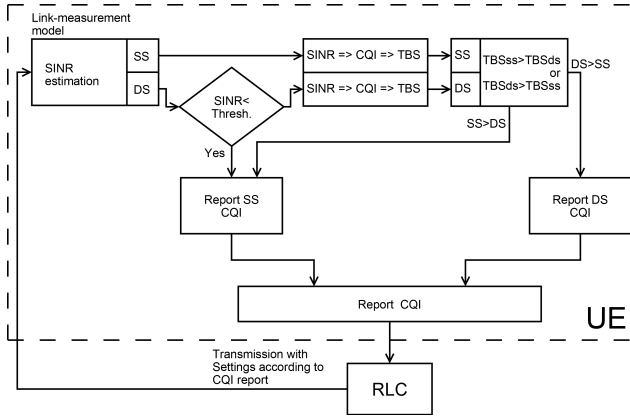 Link-measurement
model
SINR
estimation
SS
DS
SINR<
Thresh.
Yes
SINR => CQI => TBS
SINR => CQI => TBS
SS
DS
TBSss>TBSds
or
TBSds>TBSss
DS>SS
SS>DS
Report SS
CQI
Report DS
CQI
Report CQI
UE
Transmission with
Settings according to
CQI report
RLC